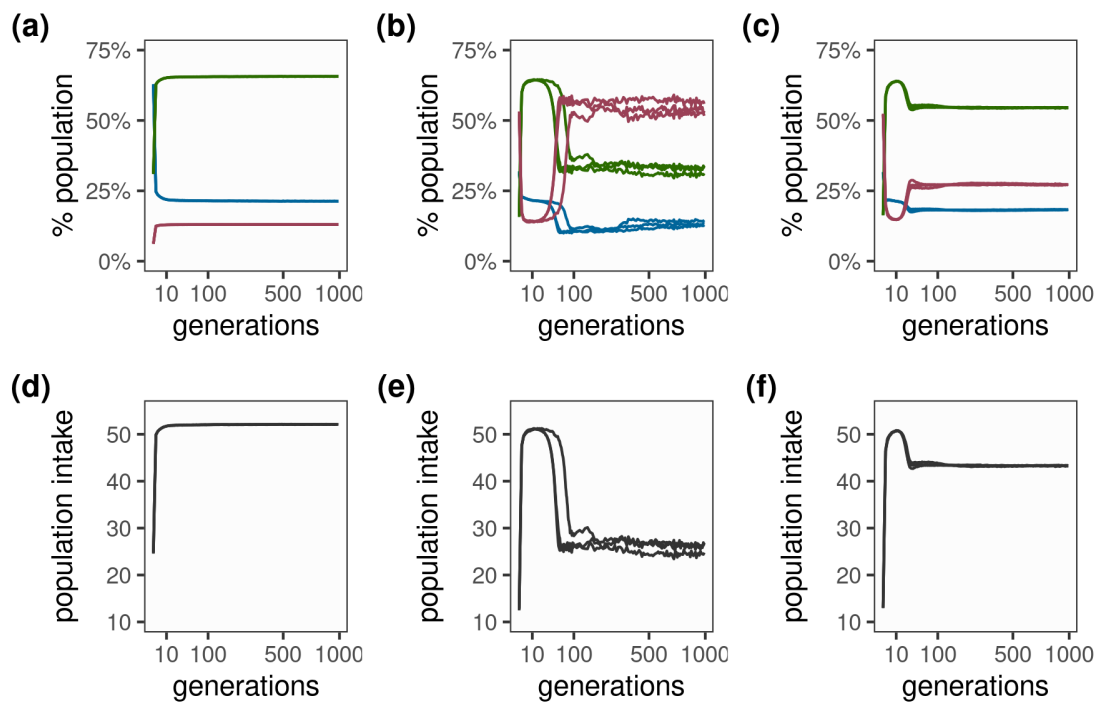 (a)
75%
50%
25%
0%
% population
10 100 500 1000
generations
(b)
75%
50%
25%
0%
% population
10 100 500 1000
generations
(c)
75%
50%
25%
0%
% population
10 100 500 1000
generations
(d)
50
40
30
20
10
population intake
10 100 500 1000
generations
(e)
50
40
30
20
10
population intake
10 100 500 1000
generations
(f)
50
40
30
20
10
population intake
10 100 500 1000
generations